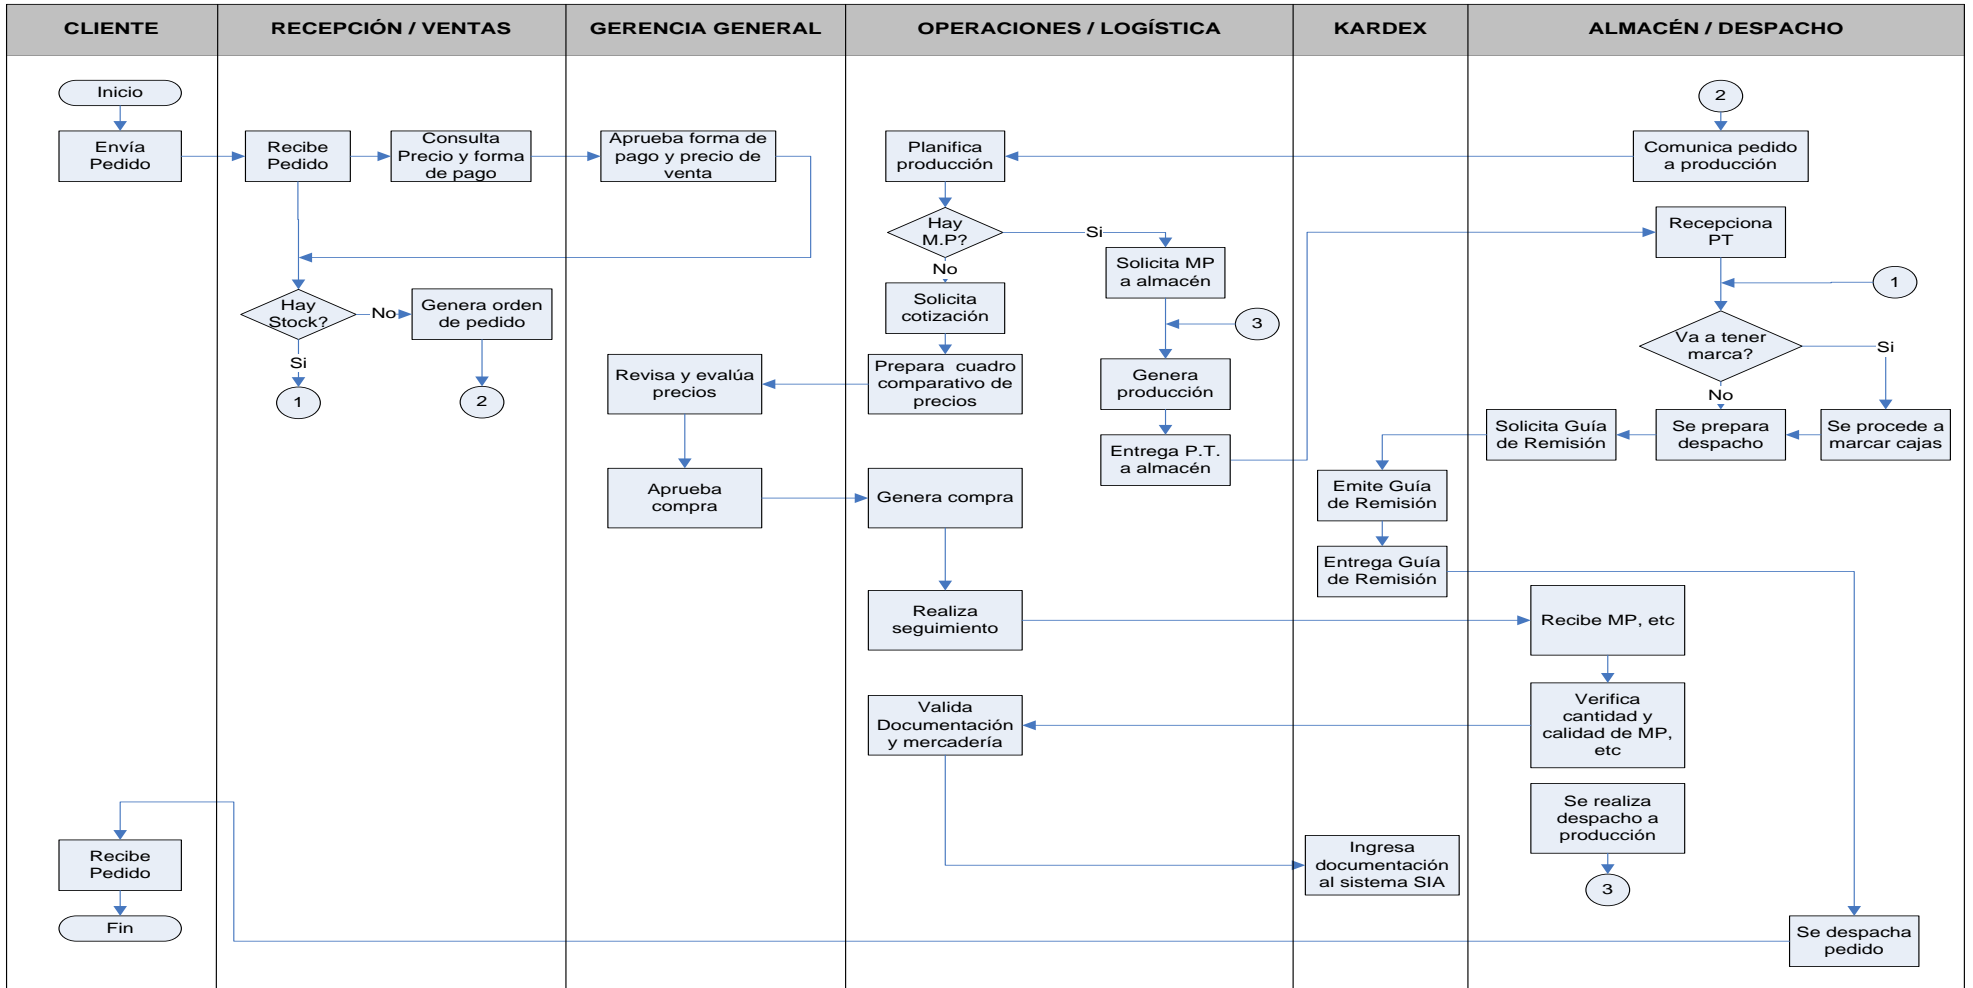 CLIENTE
RECEPCIÓN / VENTAS
GERENCIA GENERAL
OPERACIONES / LOGÍSTICA
KARDEX
ALMACÉN / DESPACHO
Inicio
Envía
Pedido
Recibe
Pedido
Consulta
Precio y forma
de pago
Aprueba forma de
pago y precio de
venta
Planifica
producción
2
Comunica pedido
a producción
Hay
M.P?
Si
No
Recepciona
PT
Solicita MP
a almacén
1
Hay
Stock?
No
Si
Genera orden
de pedido
1
2
Solicita
cotización
3
Va a tener
marca?
Si
No
Revisa y evalúa
precios
Prepara cuadro
comparativo de
precios
Genera
producción
Solicita Guía
de Remisión
Se prepara
despacho
Se procede a
marcar cajas
Entrega P.T.
a almacén
Aprueba
compra
Genera compra
Emite Guía
de Remisión
Entrega Guía
de Remisión
Realiza
seguimiento
Recibe MP, etc
Valida
Documentación
y mercadería
Verifica
cantidad y
calidad de MP,
etc
Se realiza
despacho a
producción
Recibe
Pedido
Ingresa
documentación
al sistema SIA
3
Fin
Se despacha
pedido